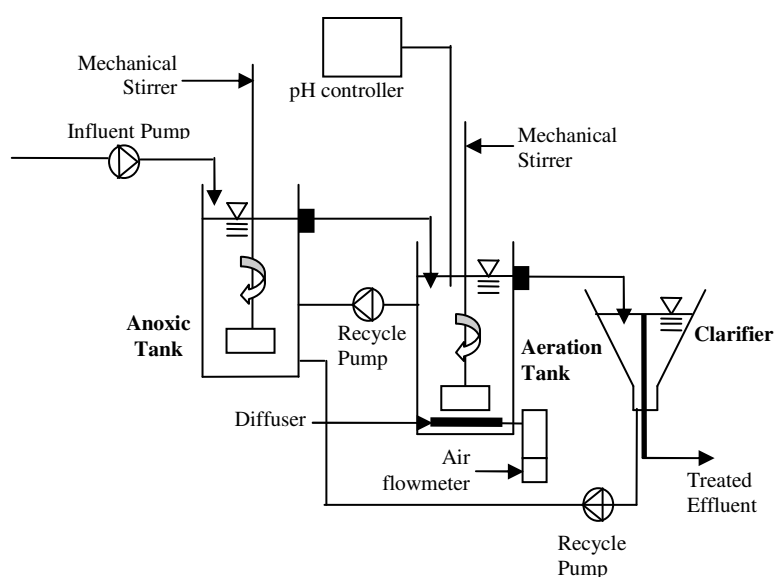 Mechanical
Stirrer
pH controller
Influent Pump
Mechanical
Stirrer
Anoxic
Tank
Recycle
Pump
Aeration
Tank
Clarifier
Diffuser
Air
flowmeter
Treated
Effluent
Recycle
Pump